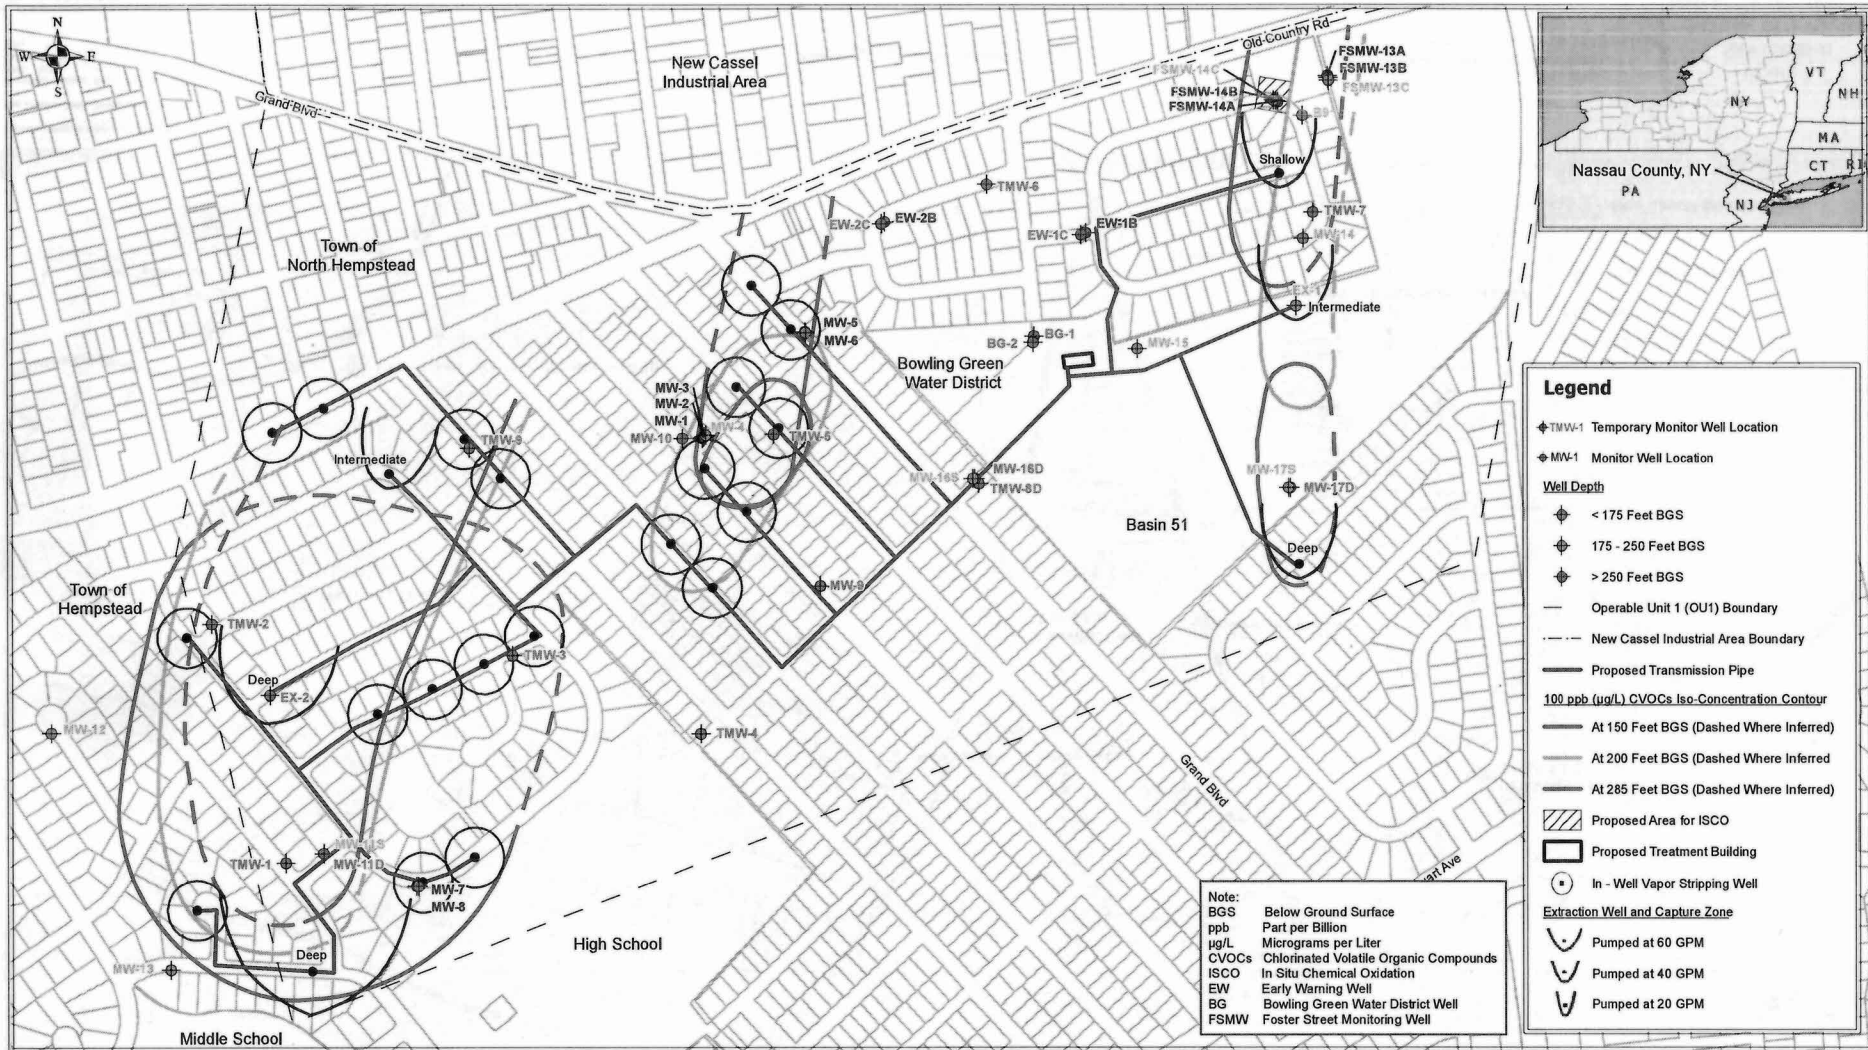 N
W
E
S
New Cassel
Industrial Area
Grand Blvd
Old Country Rd
Town of
North Hempstead
FSMW-14C
FSMW-14B
FSMW-14A
FSMW-13A
FSMW-13B
FSMW-13C
Shallow
TMW-6
EW-2C
EW-2B
EW-1C
EW-1B
TMW-7
MW-14
EX-1
Intermediate
MW-5
MW-6
BG-1
BG-2
MW-15
Bowling Green
Water District
MW-3
MW-2
MW-1
MW-4
MW-10
TMW-5
TMW-9
Intermediate
MW-16S
MW-16D
TMW-8D
MW-17S
MW-17D
Basin 51
Deep
MW-9
Town of
Hempstead
TMW-2
TMW-3
Deep
EX-2
MW-12
TMW-4
Grand Blvd
MW-11S
MW-11D
TMW-1
MW-7
MW-8
High School
Deep
MW-13
Middle School
VT
NH
NY
MA
CT
RI
Nassau County, NY
PA
NJ
Legend
TMW-1 Temporary Monitor Well Location
MW-1 Monitor Well Location
Well Depth
< 175 Feet BGS
175 - 250 Feet BGS
> 250 Feet BGS
Operable Unit 1 (OU1) Boundary
New Cassel Industrial Area Boundary
Proposed Transmission Pipe
100 ppb (µg/L) CVOCs Iso-Concentration Contour
At 150 Feet BGS (Dashed Where Inferred)
At 200 Feet BGS (Dashed Where Inferred
At 285 Feet BGS (Dashed Where Inferred)
Proposed Area for ISCO
Proposed Treatment Building
In - Well Vapor Stripping Well
Extraction Well and Capture Zone
Pumped at 60 GPM
Pumped at 40 GPM
Pumped at 20 GPM
Note:
BGS Below Ground Surface
ppb Part per Billion
µg/L Micrograms per Liter
CVOCs Chlorinated Volatile Organic Compounds
ISCO In Situ Chemical Oxidation
EW Early Warning Well
BG Bowling Green Water District Well
FSMW Foster Street Monitoring Well